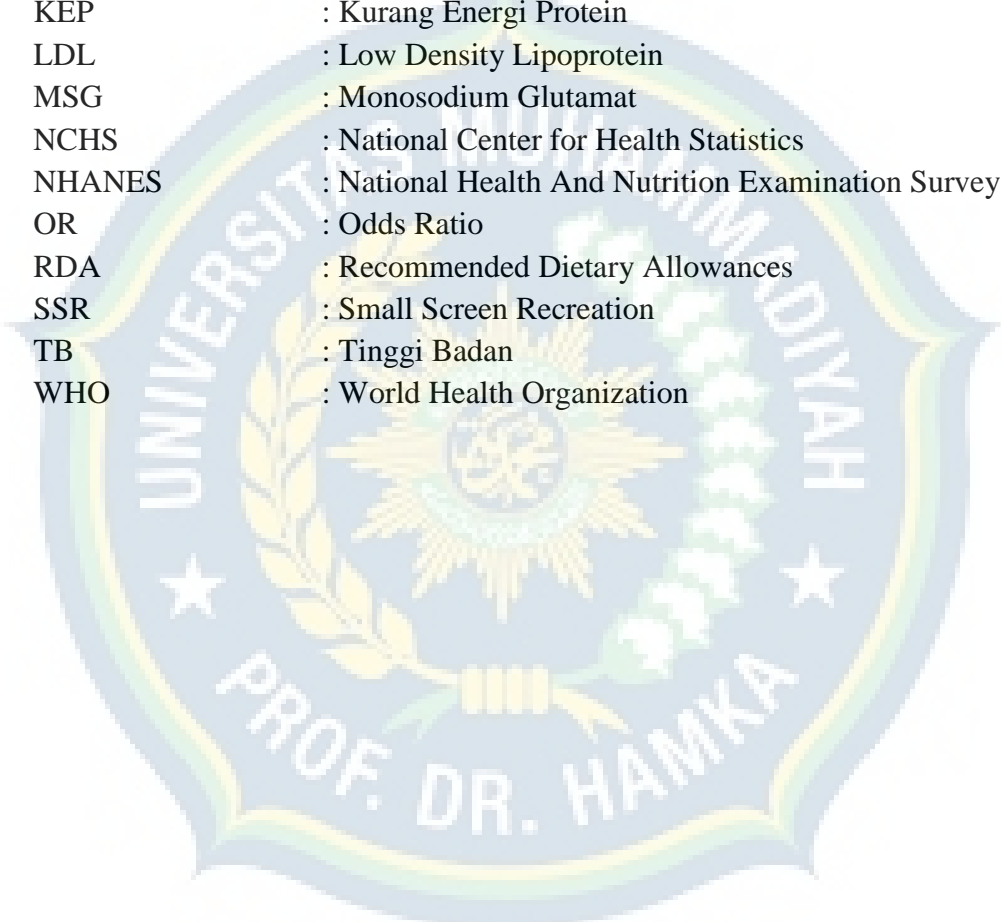 KEP : Kurang Energi Protein
LDL : Low Density Lipoprotein
MSG : Monosodium Glutamat
NCHS : National Center for Health Statistics
NHANES : National Health And Nutrition Examination Survey
OR : Odds Ratio
RDA : Recommended Dietary Allowances
SSR : Small Screen Recreation
TB : Tinggi Badan
WHO : World Health Organization
UNIVERSITAS MUHAMMADIYAH
PROF. DR. HAMKA